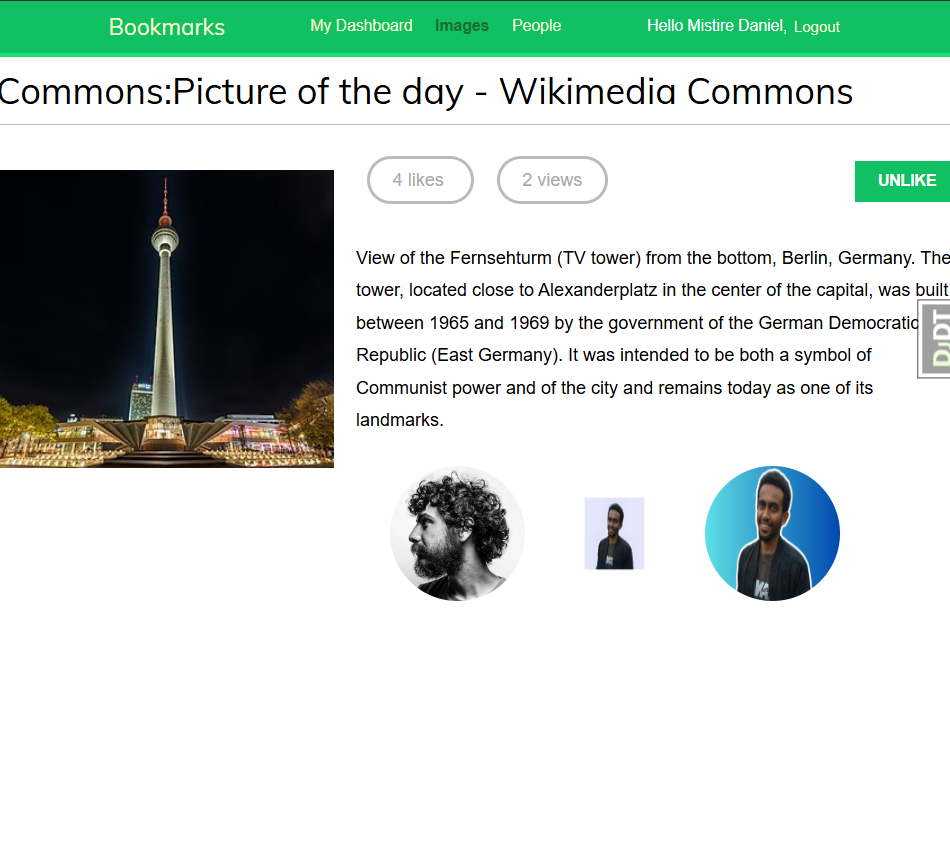 Bookmarks My Dashboard Images People Hello Mistire Daniel, Logout
Commons:Picture of the day - Wikimedia Commons
4 likes 2 views UNLIKE
View of the Fernsehturm (TV tower) from the bottom, Berlin, Germany. The
tower, located close to Alexanderplatz in the center of the capital, was built
between 1965 and 1969 by the government of the German Democratic
Republic (East Germany). It was intended to be both a symbol of
Communist power and of the city and remains today as one of its
landmarks.
DjDT